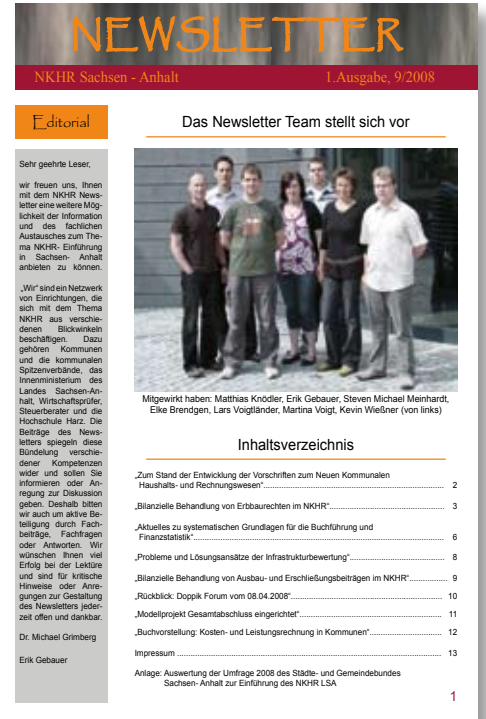 NEWSLETTER
NKHR Sachsen - Anhalt 1.Ausgabe, 9/2008
Editorial
Sehr geehrte Leser,
wir freuen uns, Ihnen
mit dem NKHR News-
letter eine weitere Mög-
lichkeit der Information
und des fachlichen
Austausches zum The-
ma NKHR- Einführung
in Sachsen- Anhalt
anbieten zu können.
„Wir“ sind ein Netzwerk
von Einrichtungen, die
sich mit dem Thema
NKHR aus verschie-
denen Blickwinkeln
beschäftigen. Dazu
gehören Kommunen
und die kommunalen
Spitzenverbände, das
Innenministerium des
Landes Sachsen-An-
halt, Wirtschaftsprüfer,
Steuerberater und die
Hochschule Harz. Die
Beiträge des News-
letters spiegeln diese
Bündelung verschie-
dener Kompetenzen
wider und sollen Sie
informieren oder An-
regung zur Diskussion
geben. Deshalb bitten
wir auch um aktive Be-
teiligung durch Fach-
beiträge, Fachfragen
oder Antworten. Wir
wünschen Ihnen viel
Erfolg bei der Lektüre
und sind für kritische
Hinweise oder Anre-
gungen zur Gestaltung
des Newsletters jeder-
zeit offen und dankbar.
Dr. Michael Grimberg
Erik Gebauer
Das Newsletter Team stellt sich vor
Mitgewirkt haben: Matthias Knödler, Erik Gebauer, Steven Michael Meinhardt,
Elke Brendgen, Lars Voigtländer, Martina Voigt, Kevin Wießner (von links)
Inhaltsverzeichnis
„Zum Stand der Entwicklung der Vorschriften zum Neuen Kommunalen
Haushalts- und Rechnungswesen“ 2
„Bilanzielle Behandlung von Erbbaurechten im NKHR“ 3
„Aktuelles zu systematischen Grundlagen für die Buchführung und
Finanzstatistik“ 6
„Probleme und Lösungsansätze der Infrastrukturbewertung“ 8
„Bilanzielle Behandlung von Ausbau- und Erschließungsbeiträgen im NKHR“ 9
„Rückblick: Doppik Forum vom 08.04.2008“ 10
„Modellprojekt Gesamtabschluss eingerichtet“ 11
„Buchvorstellung: Kosten- und Leistungsrechnung in Kommunen“ 12
Impressum 13
Anlage: Auswertung der Umfrage 2008 des Städte- und Gemeindebundes
Sachsen- Anhalt zur Einführung des NKHR LSA
1